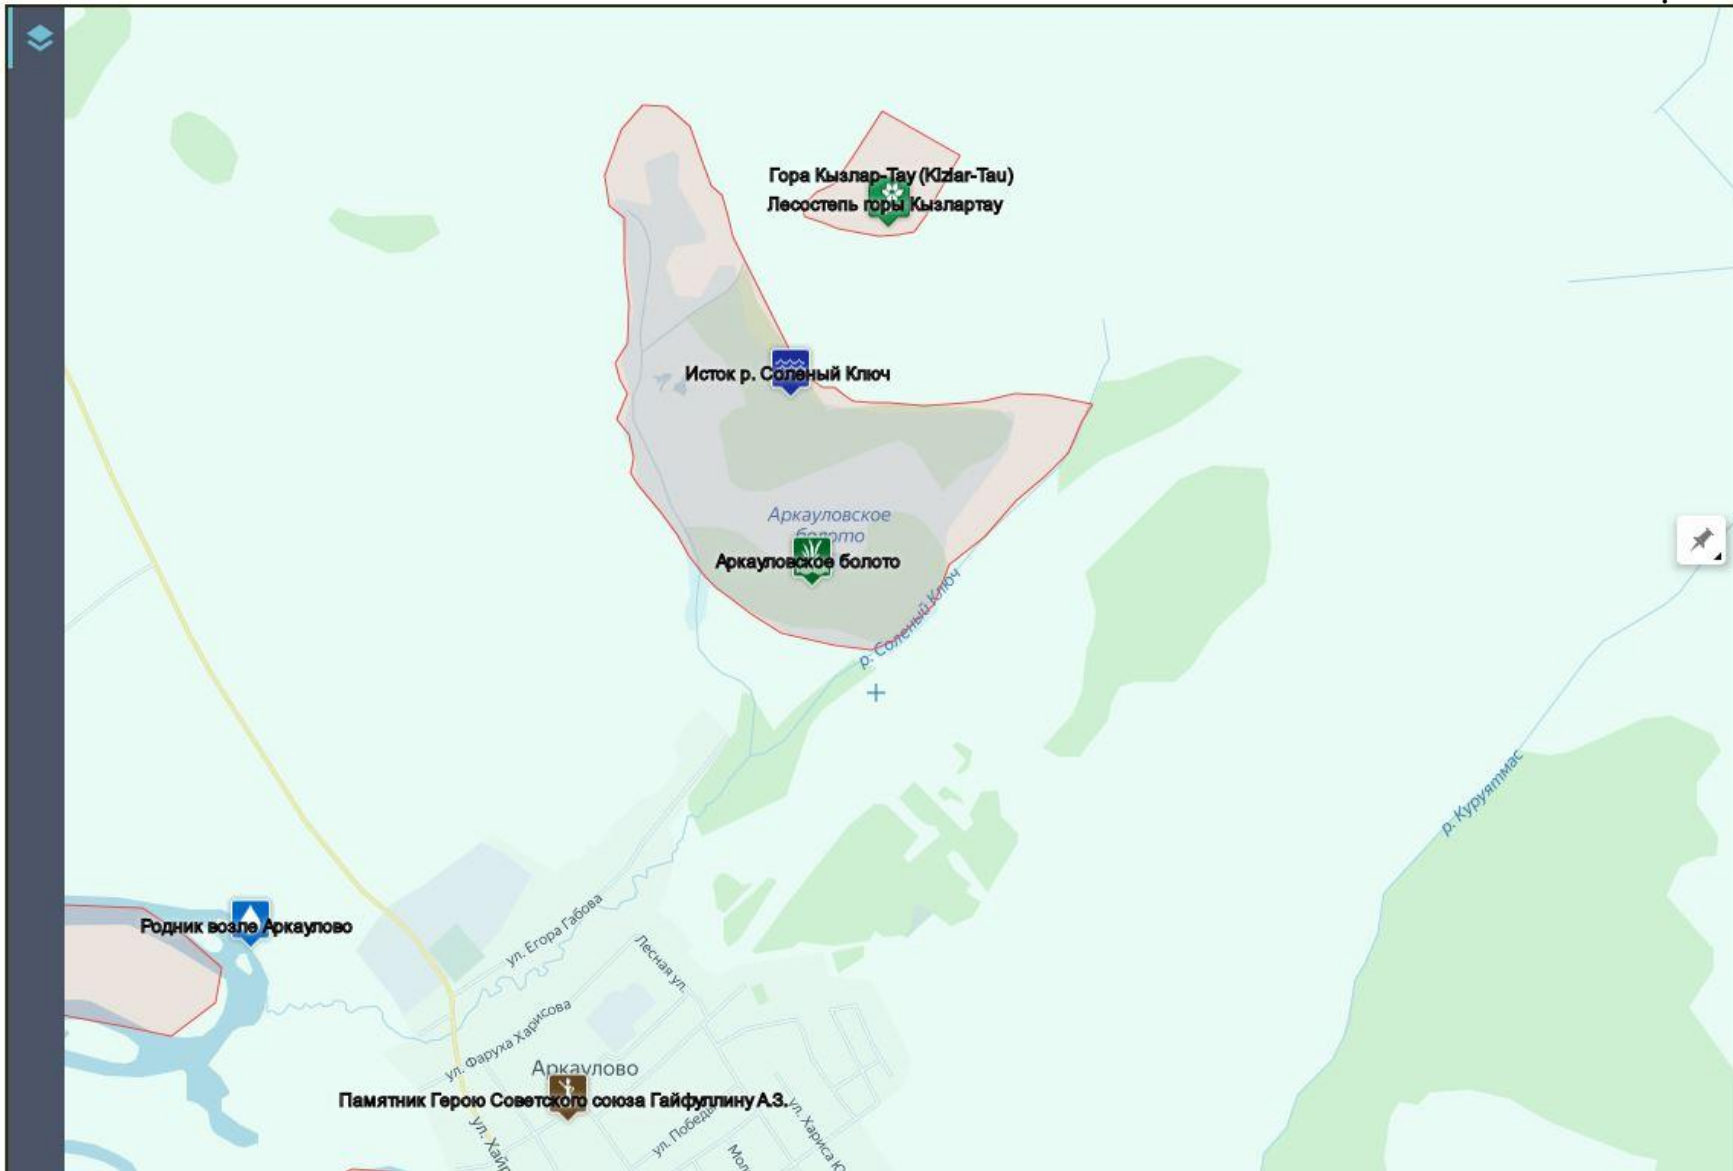 Гора Кызлар-Тау (Kizlar-Tau)
Лесостепь горы Кызлартау
Исток р. Соленый Ключ
Аркауловское
болото
Аркауловское болото
р. Соленый Ключ
р. Куруятмас
Родник возле Аркаулово
ул. Егора Габова
Лесная ул.
ул. Фаруха Харисова
Аркаулово
Памятник Герою Советского союза Гайфуллину А.З.
ул. Победы